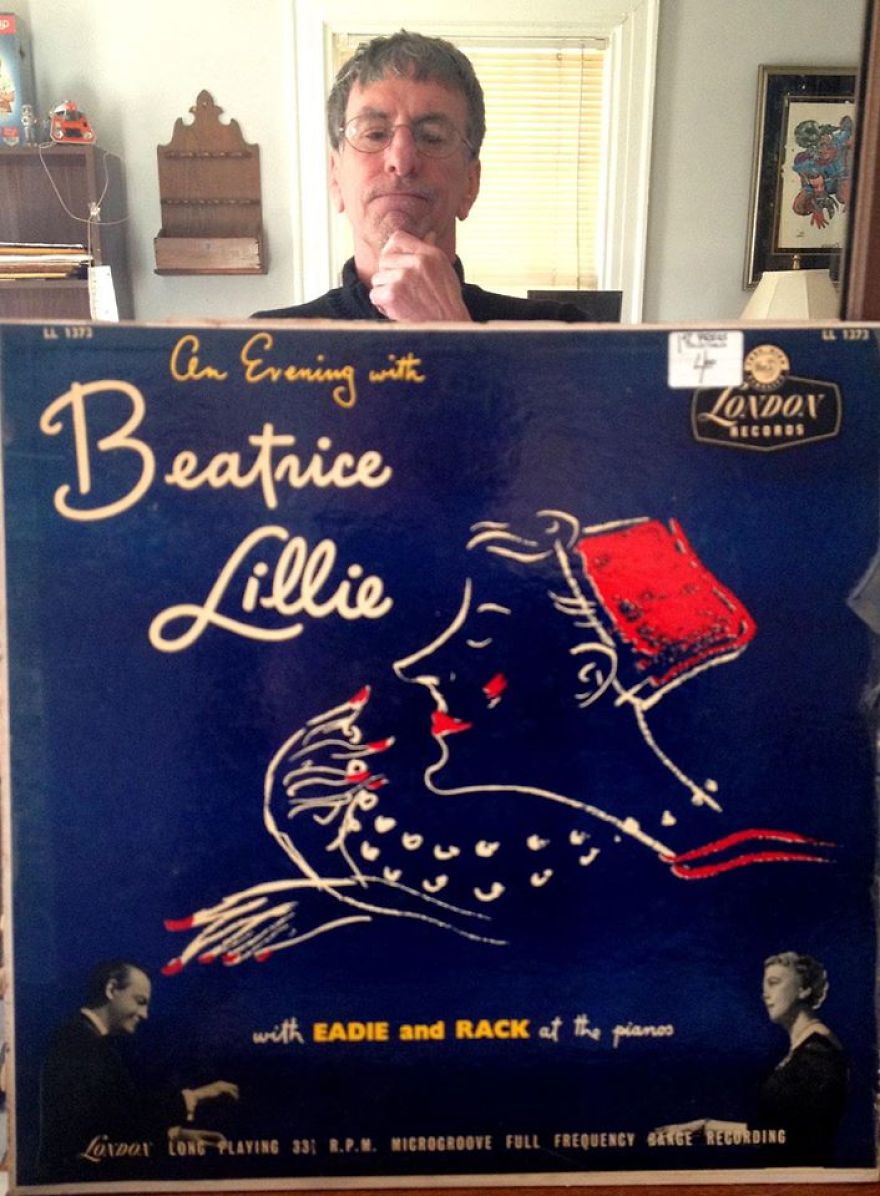 LL 1373
LL 1373
An Evening with
Beatrice
Lillie
4
LONDON
RECORDS
with EADIE and RACK at the pianos
LONDON LONG PLAYING 33⅓ R.P.M. MICROGROOVE FULL FREQUENCY RANGE RECORDING